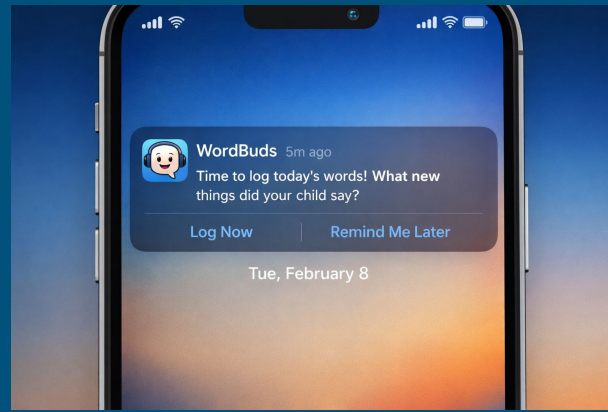 WordBuds 5m ago
Time to log today's words! What new
things did your child say?
Log Now Remind Me Later
Tue, February 8